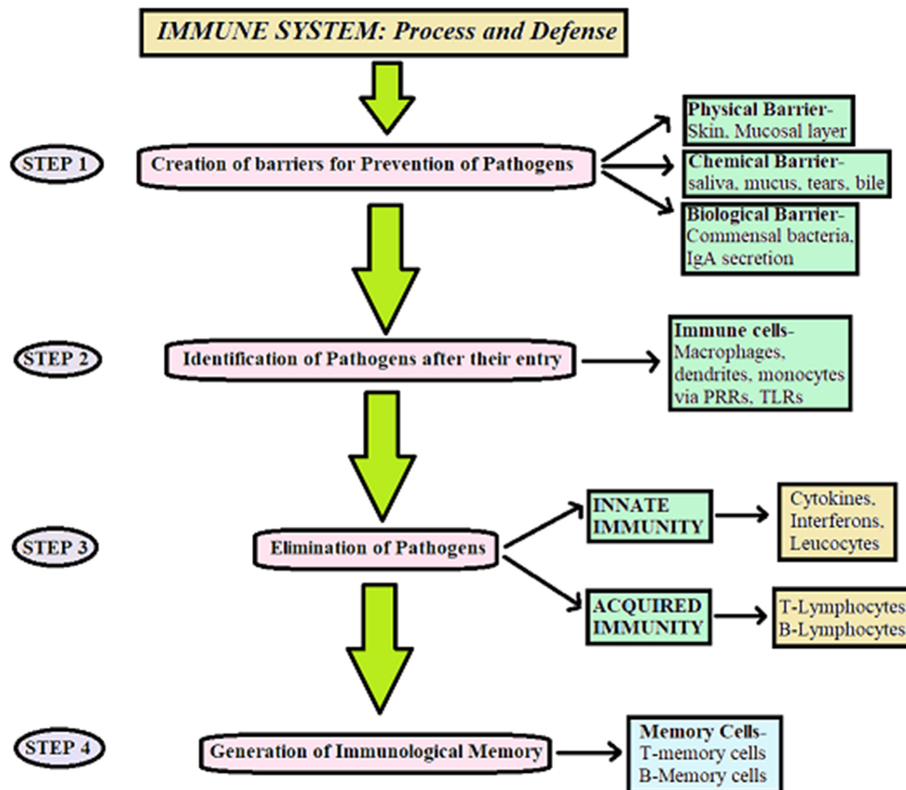 IMMUNE SYSTEM: Process and Defense
STEP 1
Creation of barriers for Prevention of Pathogens
Physical Barrier-
Skin, Mucosal layer
Chemical Barrier-
saliva, mucus, tears, bile
Biological Barrier-
Commensal bacteria,
IgA secretion
STEP 2
Identification of Pathogens after their entry
Immune cells-
Macrophages,
dendrites, monocytes
via PRRs, TLRs
STEP 3
Elimination of Pathogens
INNATE
IMMUNITY
Cytokines,
Interferons,
Leucocytes
ACQUIRED
IMMUNITY
T-Lymphocytes
B-Lymphocytes
STEP 4
Generation of Immunological Memory
Memory Cells-
T-memory cells
B-Memory cells